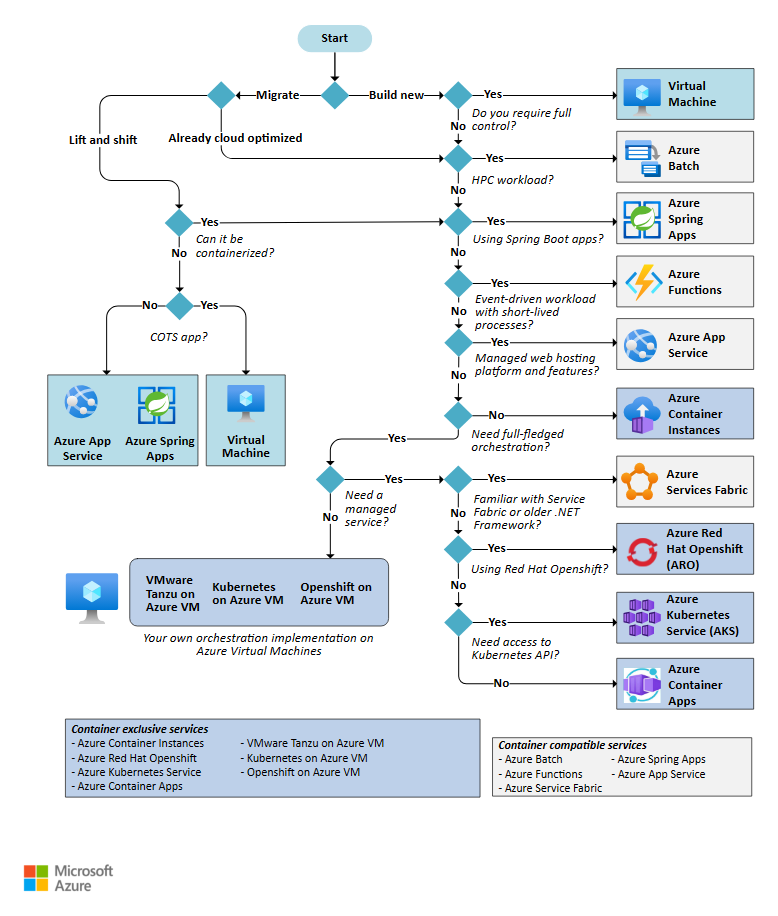 Start
Migrate
Build new
Yes
Virtual
Machine
Do you require full
control?
No
Lift and shift
Already cloud optimized
Yes
Azure
Batch
HPC workload?
No
Yes
Yes
Azure
Spring
Apps
Can it be
containerized?
Using Spring Boot apps?
No
No
Yes
Azure
Functions
Event-driven workload
with short-lived
processes?
No
No
Yes
COTS app?
Yes
Azure App
Service
Managed web hosting
platform and features?
No
Azure App
Service
Azure Spring
Apps
Virtual
Machine
No
Azure
Container
Instances
Need full-fledged
orchestration?
Yes
Yes
Need a
managed
service?
No
Yes
Azure
Services Fabric
Familiar with Service
Fabric or older .NET
Framework?
No
Yes
Azure Red
Hat Openshift
(ARO)
Using Red Hat Openshift?
No
VMware
Tanzu on
Azure VM
Kubernetes
on Azure VM
Openshift on
Azure VM
Your own orchestration implementation on
Azure Virtual Machines
Yes
Azure
Kubernetes
Service (AKS)
Need access to
Kubernetes API?
No
Azure
Container
Apps
Container exclusive services
- Azure Container Instances
- Azure Red Hat Openshift
- Azure Kubernetes Service
- Azure Container Apps
- VMware Tanzu on Azure VM
- Kubernetes on Azure VM
- Openshift on Azure VM
Container compatible services
- Azure Batch
- Azure Functions
- Azure Service Fabric
- Azure Spring Apps
- Azure App Service
Microsoft
Azure